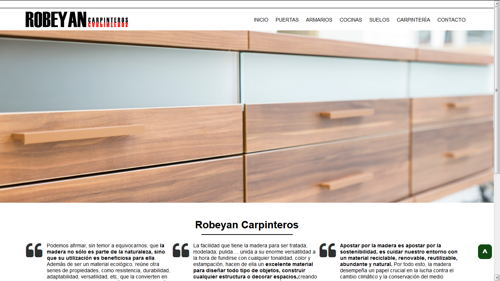 ROBEYAN CARPINTEROS
INICIO PUERTAS ARMARIOS COCINAS SUELOS CARPINTERÍA CONTACTO
Robeyan Carpinteros
Podemos afirmar, sin temor a equivocarnos, que la
madera no sólo es parte de la naturaleza, sino
que su utilización es beneficiosa para ella.
Además de ser un material ecológico, reúne otra
series de propiedades, como resistencia, durabilidad,
adaptabilidad, versatilidad, etc. que la convierten en
La facilidad que tiene la madera para ser tratada,
modelada, pulida ... unida a su enorme versatilidad a
la hora de fundirse con cualquier tonalidad, color y
estampación, hacen de ella un excelente material
para diseñar todo tipo de objetos, construir
cualquier estructura o decorar espacios,creando
Apostar por la madera es apostar por la
sostenibilidad, es cuidar nuestro entorno con
un material reciclable, renovable, reutilizable,
abundante y natural. Por todo esto, la madera
desempeña un papel crucial en la lucha contra el
cambio climático y la conservación del medio